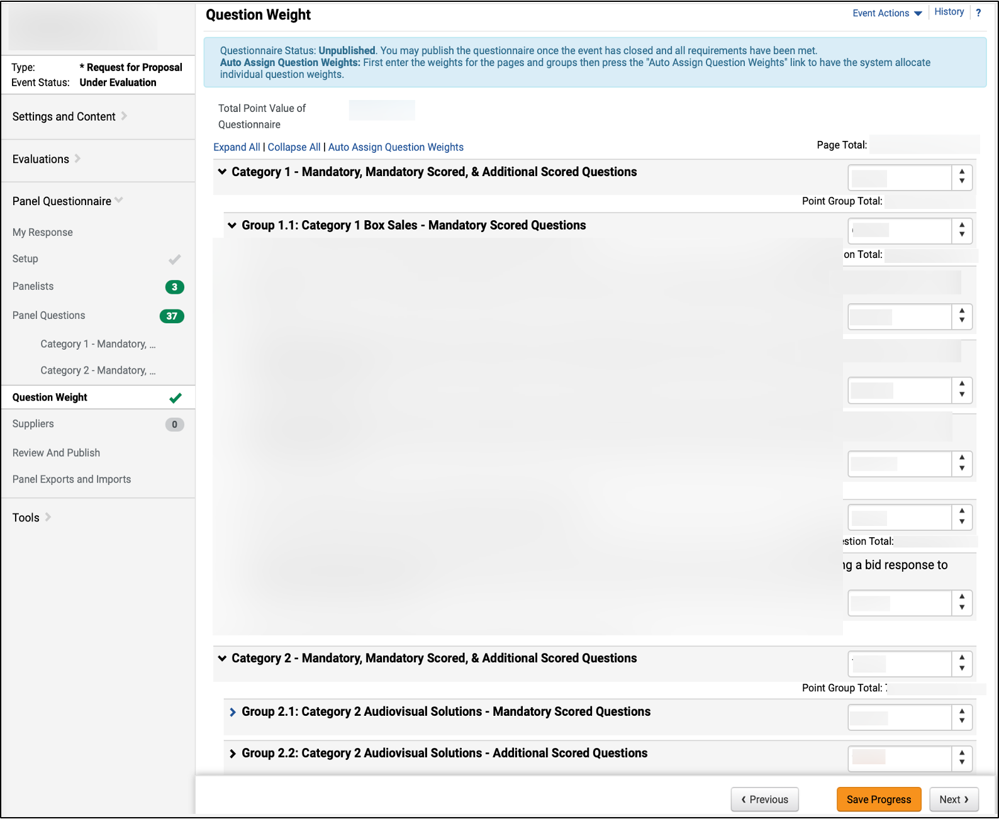 Question Weight
Event Actions
History
?
Type: * Request for Proposal
Event Status: Under Evaluation
Settings and Content
Evaluations
Panel Questionnaire
My Response
Setup
Panelists 3
Panel Questions 37
Category 1 - Mandatory, ...
Category 2 - Mandatory, ...
Question Weight
Suppliers 0
Review And Publish
Panel Exports and Imports
Tools
Questionnaire Status: Unpublished. You may publish the questionnaire once the event has closed and all requirements have been met.
Auto Assign Question Weights: First enter the weights for the pages and groups then press the "Auto Assign Question Weights" link to have the system allocate
individual question weights.
Total Point Value of
Questionnaire
Expand All | Collapse All | Auto Assign Question Weights
Page Total:
Category 1 - Mandatory, Mandatory Scored, & Additional Scored Questions
Point Group Total:
Group 1.1: Category 1 Box Sales - Mandatory Scored Questions
on Total:
stion Total:
g a bid response to
Category 2 - Mandatory, Mandatory Scored, & Additional Scored Questions
Point Group Total:
Group 2.1: Category 2 Audiovisual Solutions - Mandatory Scored Questions
Group 2.2: Category 2 Audiovisual Solutions - Additional Scored Questions
Previous
Save Progress
Next